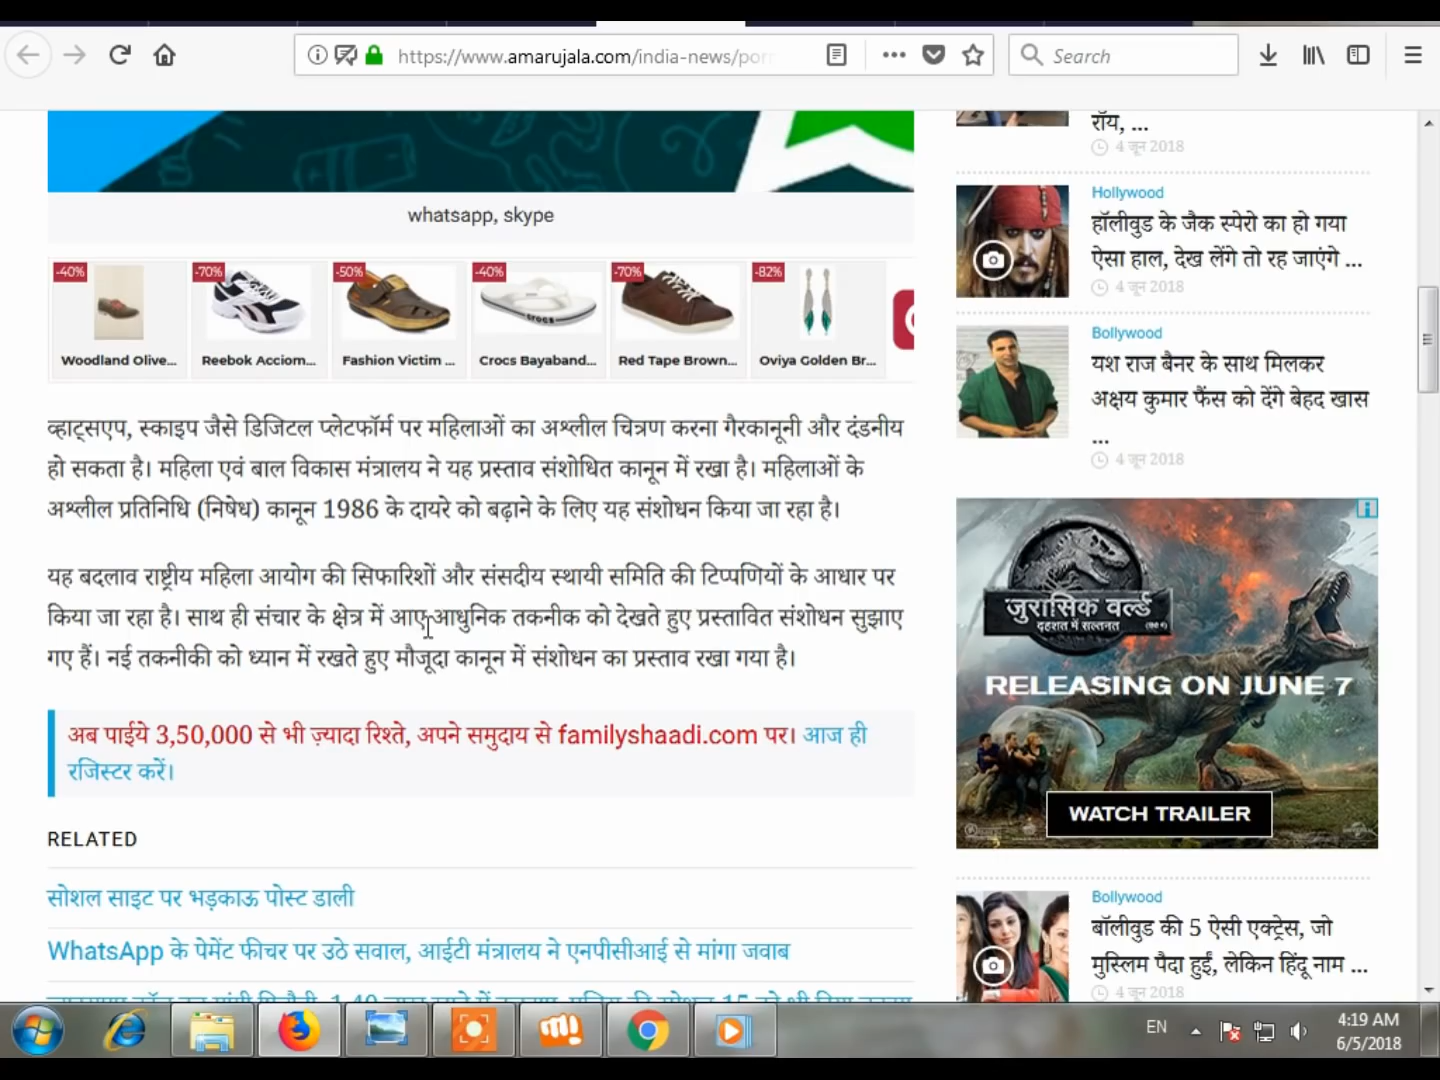 https://www.amarujala.com/india-news/por
Search
whatsapp, skype
-40%
-70%
-50%
-40%
-70%
-82%
Woodland Olive...
Reebok Acciom...
Fashion Victim ...
Crocs Bayaband...
Red Tape Brown...
Oviya Golden Br...
व्हाट्सएप, स्काइप जैसे डिजिटल प्लेटफॉर्म पर महिलाओं का अश्लील चित्रण करना गैरकानूनी और दंडनीय
हो सकता है। महिला एवं बाल विकास मंत्रालय ने यह प्रस्ताव संशोधित कानून में रखा है। महिलाओं के
अश्लील प्रतिनिधि (निषेध) कानून 1986 के दायरे को बढ़ाने के लिए यह संशोधन किया जा रहा है।
यह बदलाव राष्ट्रीय महिला आयोग की सिफारिशों और संसदीय स्थायी समिति की टिप्पणियों के आधार पर
किया जा रहा है। साथ ही संचार के क्षेत्र में आए आधुनिक तकनीक को देखते हुए प्रस्तावित संशोधन सुझाए
गए हैं। नई तकनीकी को ध्यान में रखते हुए मौजूदा कानून में संशोधन का प्रस्ताव रखा गया है।
अब पाईये 3,50,000 से भी ज़्यादा रिश्ते, अपने समुदाय से familyshaadi.com पर। आज ही
रजिस्टर करें।
RELATED
सोशल साइट पर भड़काऊ पोस्ट डाली
WhatsApp के पेमेंट फीचर पर उठे सवाल, आईटी मंत्रालय ने एनपीसीआई से मांगा जवाब
रॉय, ...
4 जून 2018
Hollywood
हॉलीवुड के जैक स्पेरो का हो गया
ऐसा हाल, देख लेंगे तो रह जाएंगे ...
4 जून 2018
Bollywood
यश राज बैनर के साथ मिलकर
अक्षय कुमार फैंस को देंगे बेहद खास
...
4 जून 2018
जुरासिक वर्ल्ड
दहशत में सल्तनत
RELEASING ON JUNE 7
WATCH TRAILER
Bollywood
बॉलीवुड की 5 ऐसी एक्ट्रेस, जो
मुस्लिम पैदा हुईं, लेकिन हिंदू नाम ...
4 जून 2018
EN
4:19 AM
6/5/2018